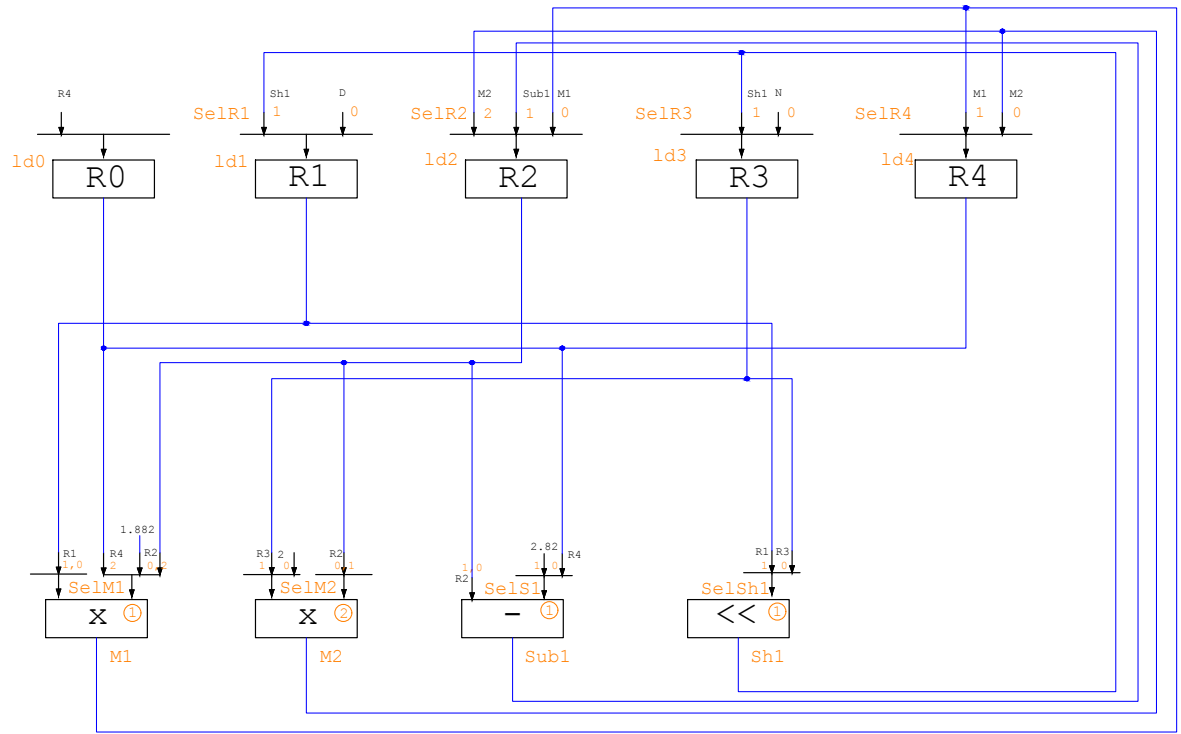 R4 Sh1 D M2 Sub1 M1 Sh1 N M1 M2
SelR1 1 0 SelR2 2 1 0 SelR3 1 0 SelR4 1 0
ld0 ld1 ld2 ld3 ld4
R0 R1 R2 R3 R4
1.882
R1 R4 R2 R3 2 R2 2.82 R4 R1 R3
1,0 2 0,2 1 0 0,1 1,0 1 0 1 0
R2
SelM1 SelM2 SelS1 SelSh1
x 1 x 2 - 1 << 1
M1 M2 Sub1 Sh1